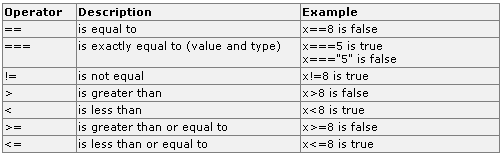 Operator Description Example
== is equal to x==8 is false
=== is exactly equal to (value and type) x===5 is true
x==="5" is false
!= is not equal x!=8 is true
> is greater than x>8 is false
< is less than x<8 is true
>= is greater than or equal to x>=8 is false
<= is less than or equal to x<=8 is true